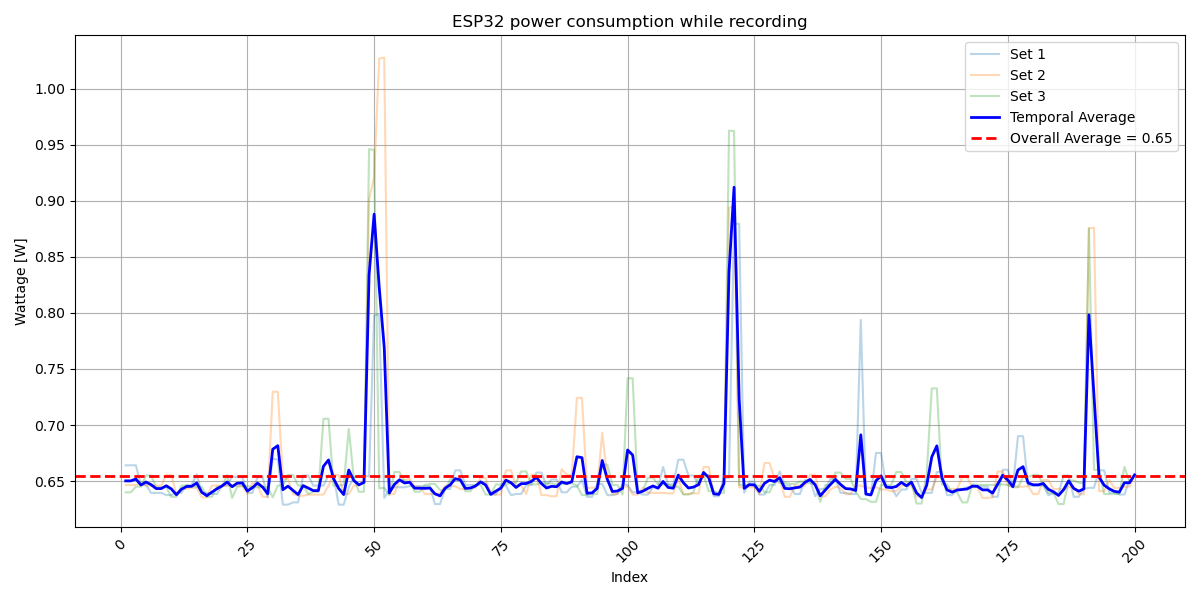 ESP32 power consumption while recording
Set 1
Set 2
Set 3
Temporal Average
Overall Average = 0.65
1.00
0.95
0.90
0.85
0.80
0.75
0.70
0.65
Wattage [W]
0
25
50
75
100
125
150
175
200
Index